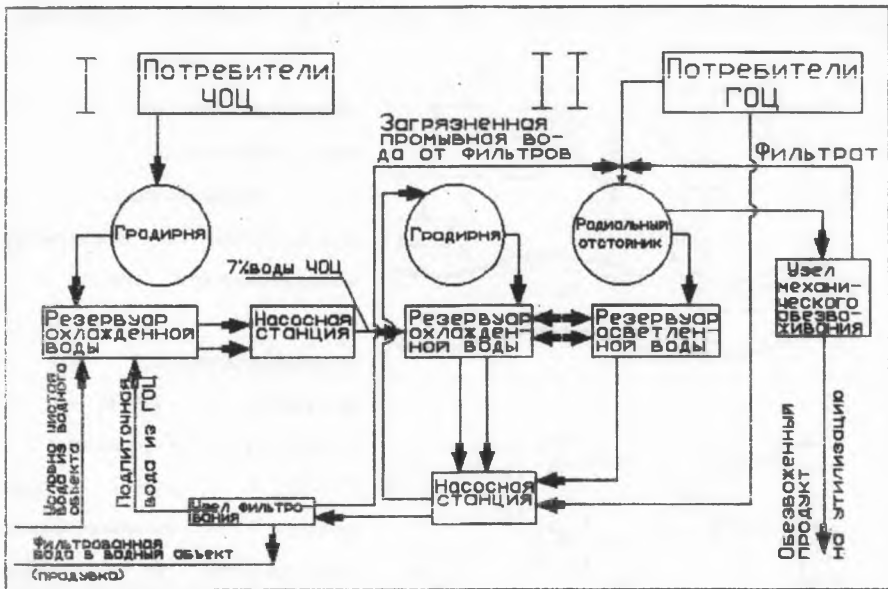 Потребители
ЧОЦ
Потребители
ГОЦ
Загрязненная
промывная во-
да от фильтров
Фильтрат
Градирня
Градирня
Радиальный
отстойник
7%воды ЧОЦ
Узел
механи-
ческого
обезво-
живания
Резервуар
охлажденной
воды
Насосная
станция
Резервуар
охлажден-
ной воды
Резервуар
осветлен-
ной воды
Условно чистая
вода из водного
объекта
Подпиточная
вода из ГОЦ
Насосная
станция
Узел фильтро-
вания
Обезвоженный
продукт
на утилизацию
Фильтрованная
вода в водный объект
(продувка)